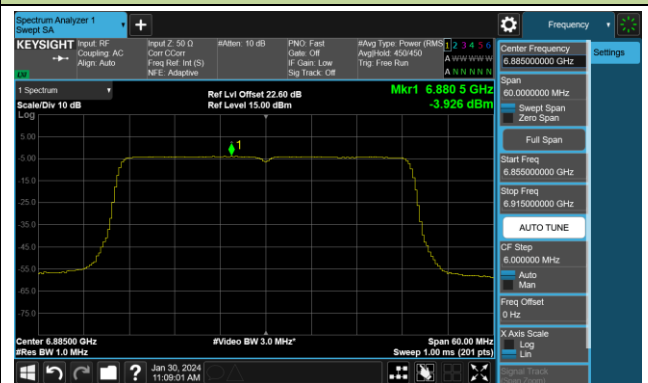 Spectrum Analyzer 1
Swept SA
Frequency
KEYSIGHT
Input: RF
Coupling: AC
Align: Auto
Input Z: 50 Ω
Corr CCorr
Freq Ref: Int (S)
NFE: Adaptive
#Atten: 10 dB
PNO: Fast
Gate: Off
IF Gain: Low
Sig Track: Off
#Avg Type: Power (RMS
Avg|Hold: 450/450
Trig: Free Run
1 2 3 4 5 6
A W W W W W
A N N N N N
Center Frequency
6.885000000 GHz
Settings
Span
60.0000000 MHz
Swept Span
Zero Span
Full Span
Start Freq
6.855000000 GHz
Stop Freq
6.915000000 GHz
AUTO TUNE
CF Step
6.000000 MHz
Auto
Man
Freq Offset
0 Hz
X Axis Scale
Log
Lin
Signal Track
(Span Zoom)
1 Spectrum
Scale/Div 10 dB
Log
Ref Lvl Offset 22.60 dB
Ref Level 15.00 dBm
Mkr1 6.880 5 GHz
-3.926 dBm
1
5.00
-5.00
-15.0
-25.0
-35.0
-45.0
-55.0
-65.0
-75.0
Center 6.88500 GHz
#Res BW 1.0 MHz
#Video BW 3.0 MHz*
Span 60.00 MHz
Sweep 1.00 ms (201 pts)
?
Jan 30, 2024
11:09:01 AM